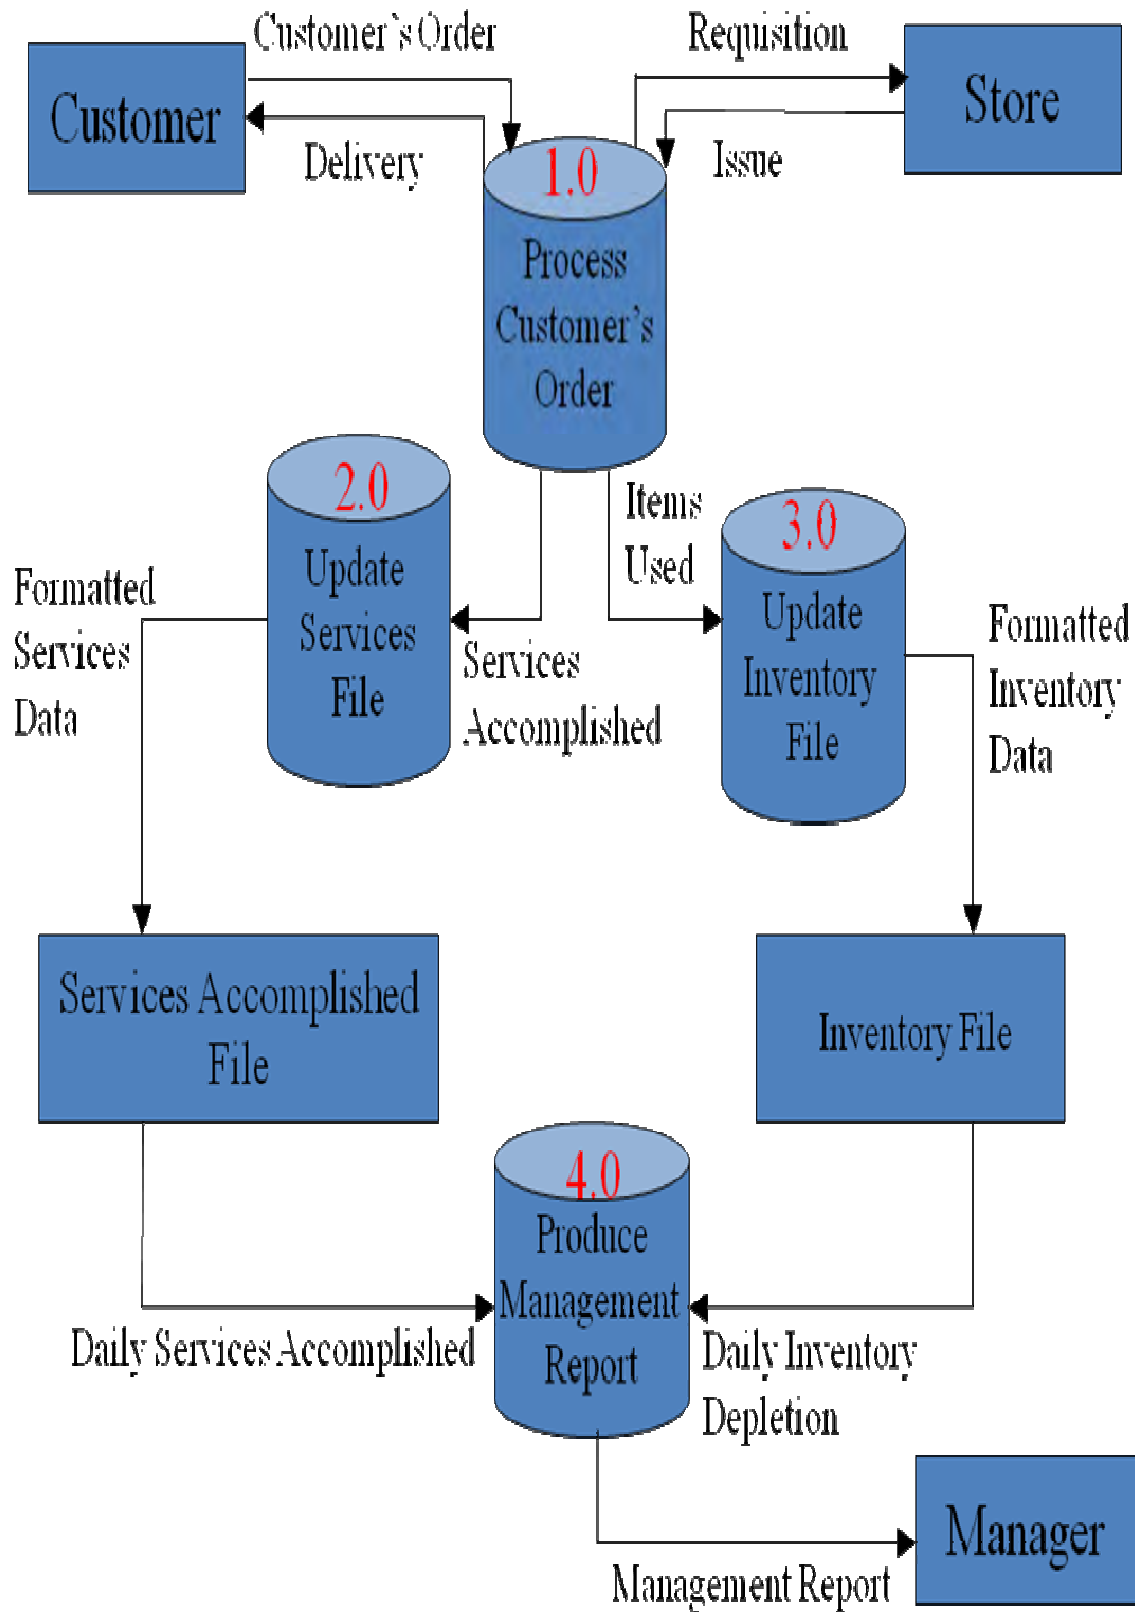 Customer's Order
Requisition
Customer
Store
Delivery
Issue
1.0
Process
Customer's
Order
2.0
Update
Services
File
Items
Used
3.0
Update
Inventory
File
Formatted
Services
Data
Services
Accomplished
Formatted
Inventory
Data
Services Accomplished
File
Inventory File
4.0
Produce
Management
Report
Daily Services Accomplished
Daily Inventory
Depletion
Manager
Management Report